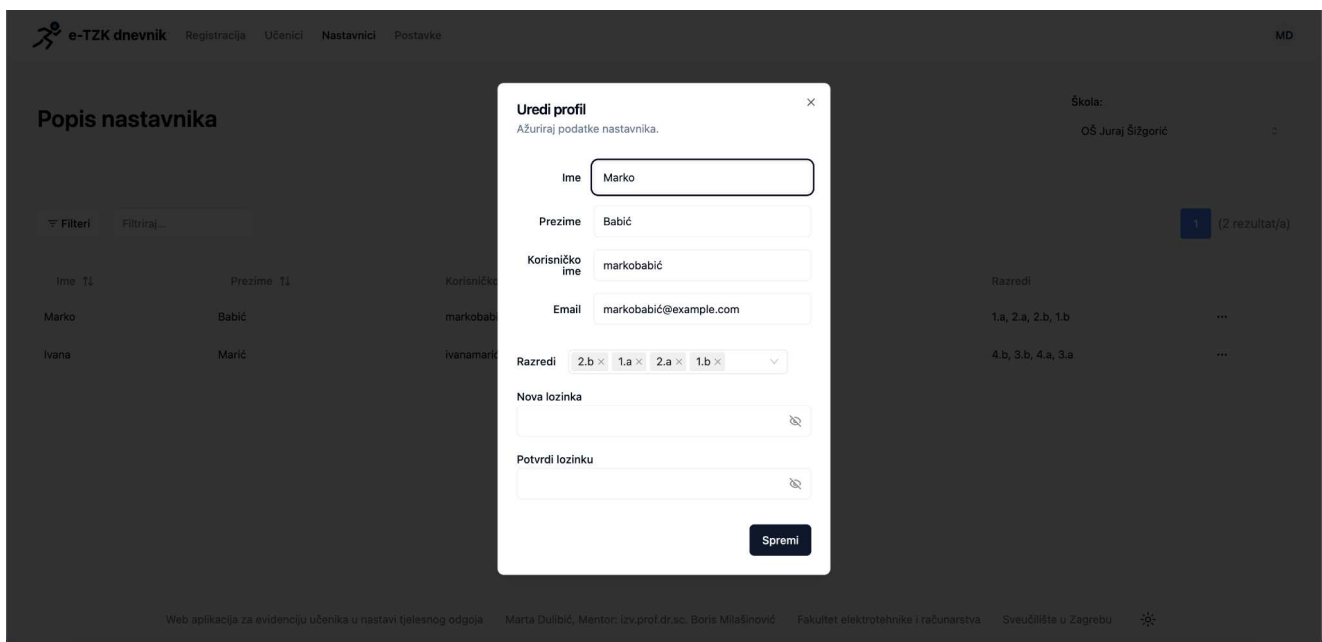 e-TZK dnevnik Registracija Učenici Nastavnici Postavke MD
Popis nastavnika
Škola:
OŠ Juraj Šižgorić
Filteri Filtriraj... 1 (2 rezultat/a)
Ime Prezime Razredi
Marko Babić 1.a, 2.a, 2.b, 1.b ...
Ivana Marić 4.b, 3.b, 4.a, 3.a ...
Uredi profil
Ažuriraj podatke nastavnika.
Ime Marko
Prezime Babić
Korisničko
ime
markobabić
Email markobabić@example.com
Razredi 2.b × 1.a × 2.a × 1.b ×
Nova lozinka
Potvrdi lozinku
Spremi
Web aplikacija za evidenciju učenika u nastavi tjelesnog odgoja Marta Dulibić, Mentor: izv.prof.dr.sc. Boris Milašinović Fakultet elektrotehnike i računarstva Sveučilište u Zagrebu